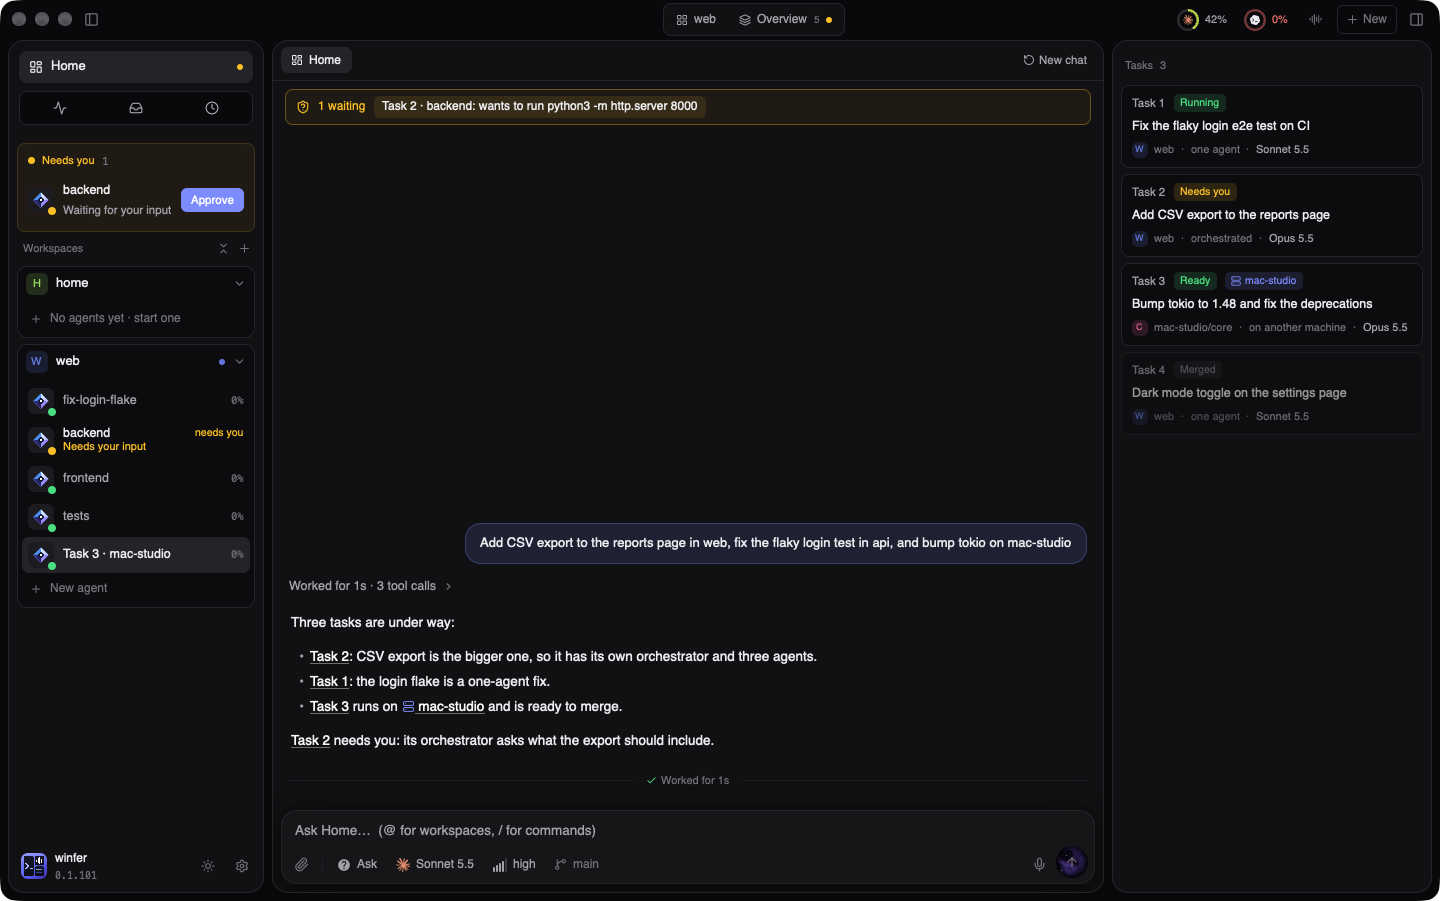 web
Overview 5
42%
0%
New
Home
Needs you 1
backend
Waiting for your input
Approve
Workspaces
H home
No agents yet · start one
W web
fix-login-flake 0%
backend needs you
Needs your input
frontend 0%
tests 0%
Task 3 · mac-studio 0%
New agent
winfer
0.1.101
Home
New chat
1 waiting Task 2 · backend: wants to run python3 -m http.server 8000
Add CSV export to the reports page in web, fix the flaky login test in api, and bump tokio on mac-studio
Worked for 1s · 3 tool calls
Three tasks are under way:
• Task 2: CSV export is the bigger one, so it has its own orchestrator and three agents.
• Task 1: the login flake is a one-agent fix.
• Task 3 runs on mac-studio and is ready to merge.
Task 2 needs you: its orchestrator asks what the export should include.
Worked for 1s
Ask Home… (@ for workspaces, / for commands)
Ask Sonnet 5.5 high main
Tasks 3
Task 1 Running
Fix the flaky login e2e test on CI
W web · one agent · Sonnet 5.5
Task 2 Needs you
Add CSV export to the reports page
W web · orchestrated · Opus 5.5
Task 3 Ready mac-studio
Bump tokio to 1.48 and fix the deprecations
C mac-studio/core · on another machine · Opus 5.5
Task 4 Merged
Dark mode toggle on the settings page
W web · one agent · Sonnet 5.5